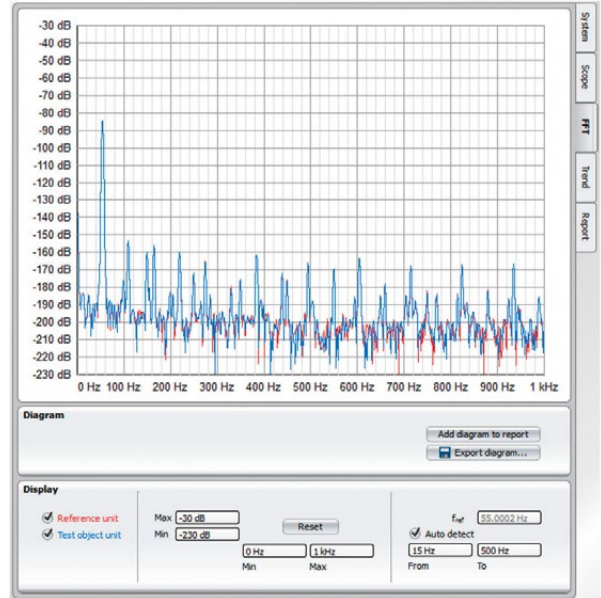 -30 dB
-40 dB
-50 dB
-60 dB
-70 dB
-80 dB
-90 dB
-100 dB
-110 dB
-120 dB
-130 dB
-140 dB
-150 dB
-160 dB
-170 dB
-180 dB
-190 dB
-200 dB
-210 dB
-220 dB
-230 dB
0 Hz 100 Hz 200 Hz 300 Hz 400 Hz 500 Hz 600 Hz 700 Hz 800 Hz 900 Hz 1 kHz
System
Scope
FFT
Trend
Report
Diagram
Add diagram to report
Export diagram...
Display
Reference unit
Test object unit
Max -30 dB
Min -230 dB
Reset
0 Hz 1 kHz
Min Max
fref 55.0002 Hz
Auto detect
15 Hz 500 Hz
From To